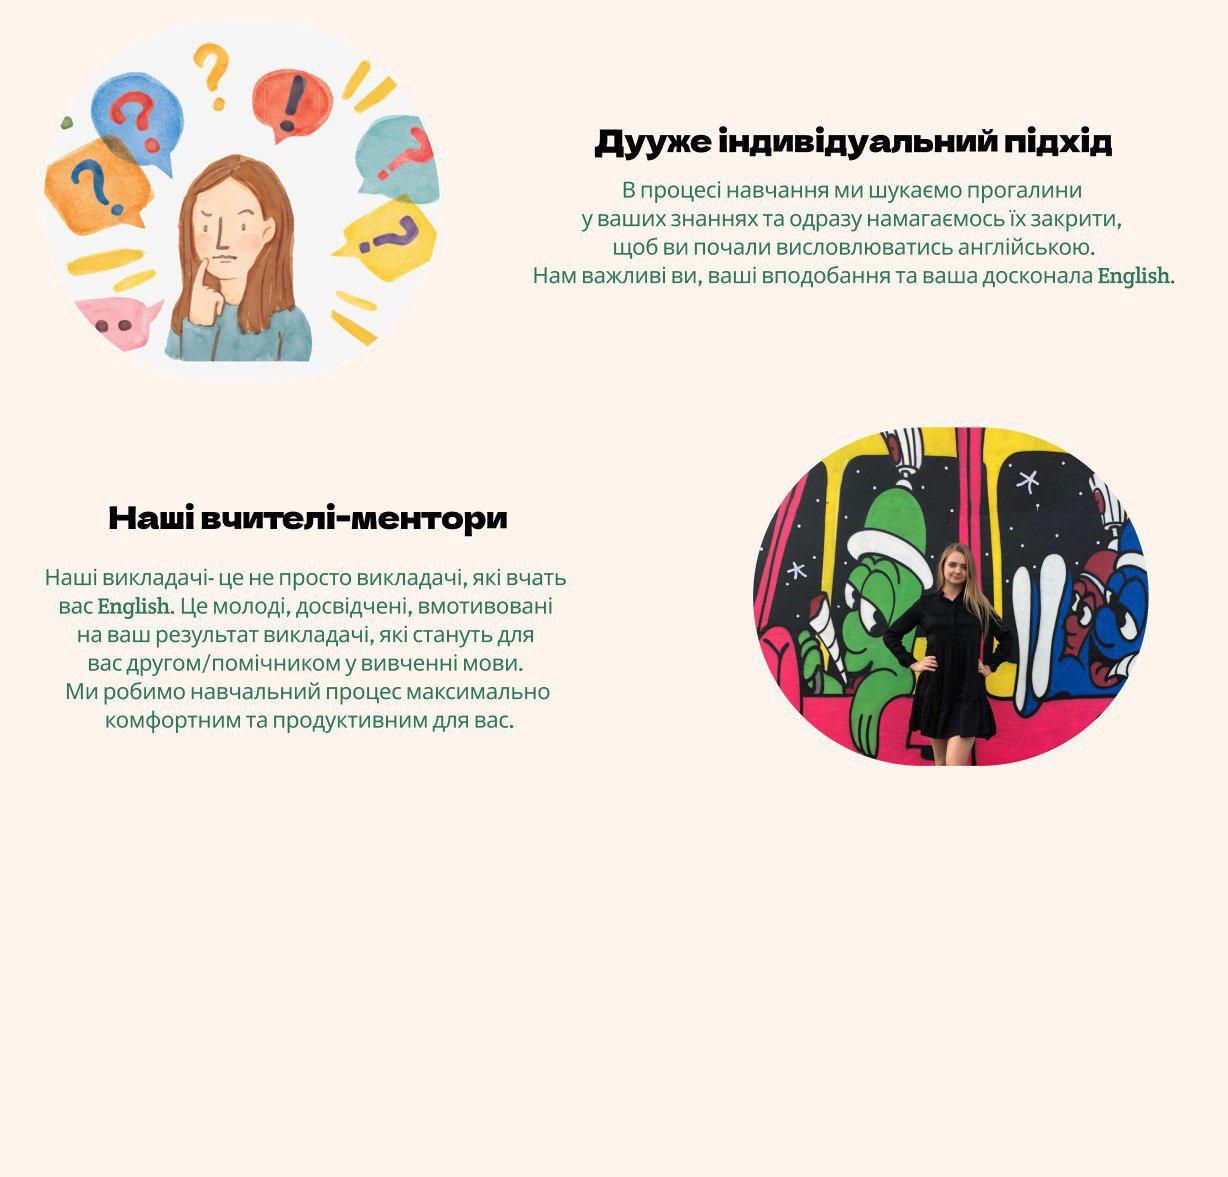 Дууже індивідуальний підхід
В процесі навчання ми шукаємо прогалини
у ваших знаннях та одразу намагаємось їх закрити,
щоб ви почали висловлюватись англійською.
Нам важливі ви, ваші вподобання та ваша досконала English.
Наші вчителі-ментори
Наші викладачі- це не просто викладачі, які вчать
вас English. Це молоді, досвідчені, вмотивовані
на ваш результат викладачі, які стануть для
вас другом/помічником у вивченні мови.
Ми робимо навчальний процес максимально
комфортним та продуктивним для вас.